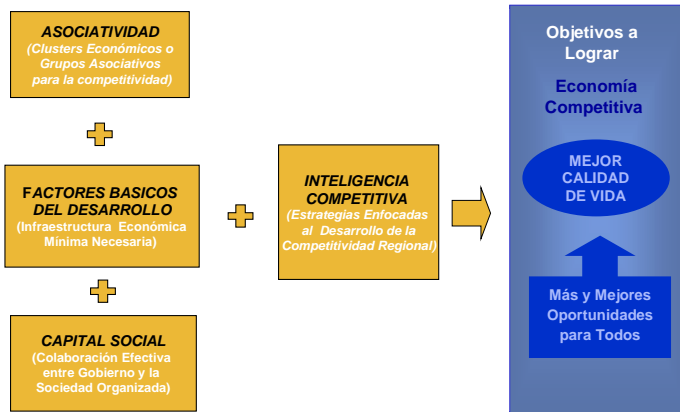 ASOCIATIVIDAD
(Clusters Económicos o
Grupos Asociativos
para la competitividad)
FACTORES BASICOS
DEL DESARROLLO
(Infraestructura Económica
Mínima Necesaria)
CAPITAL SOCIAL
(Colaboración Efectiva
entre Gobierno y la
Sociedad Organizada)
INTELIGENCIA
COMPETITIVA
(Estrategias Enfocadas
al Desarrollo de la
Competitividad Regional)
Objetivos a
Lograr
Economía
Competitiva
MEJOR
CALIDAD
DE VIDA
Más y Mejores
Oportunidades
para Todos